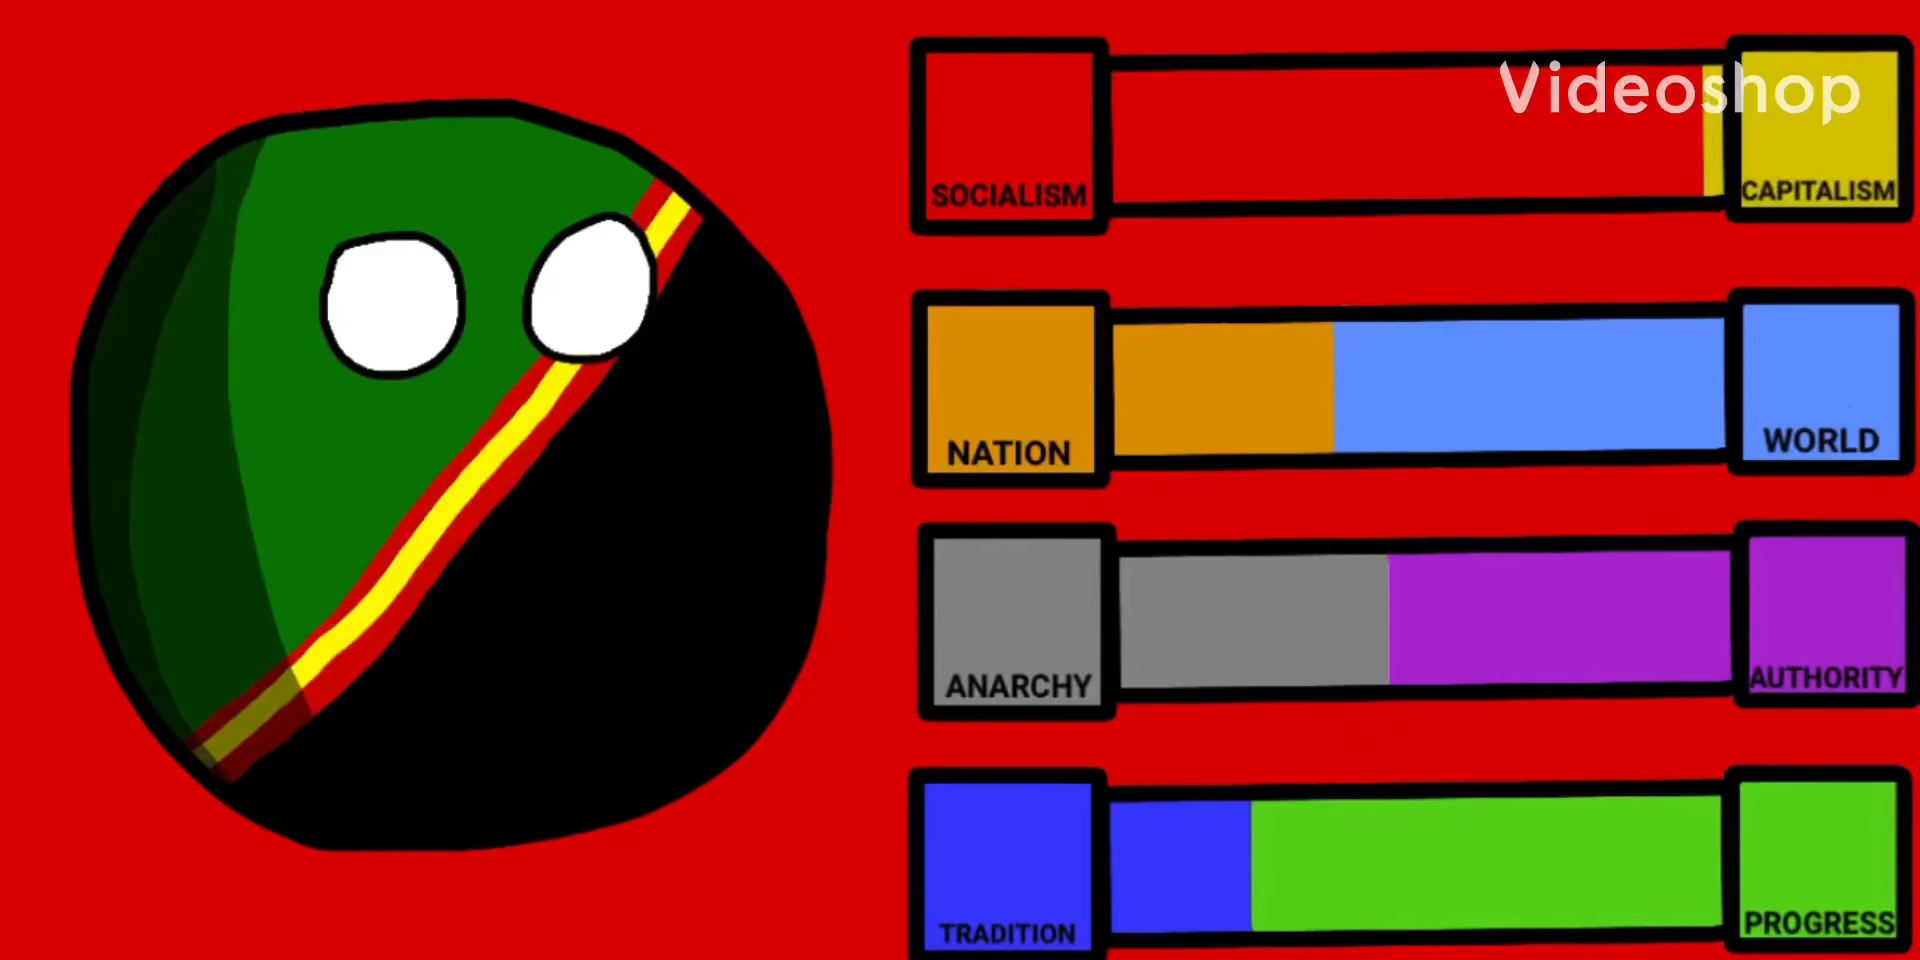 Videoshop
SOCIALISM
CAPITALISM
NATION
WORLD
ANARCHY
AUTHORITY
TRADITION
PROGRESS